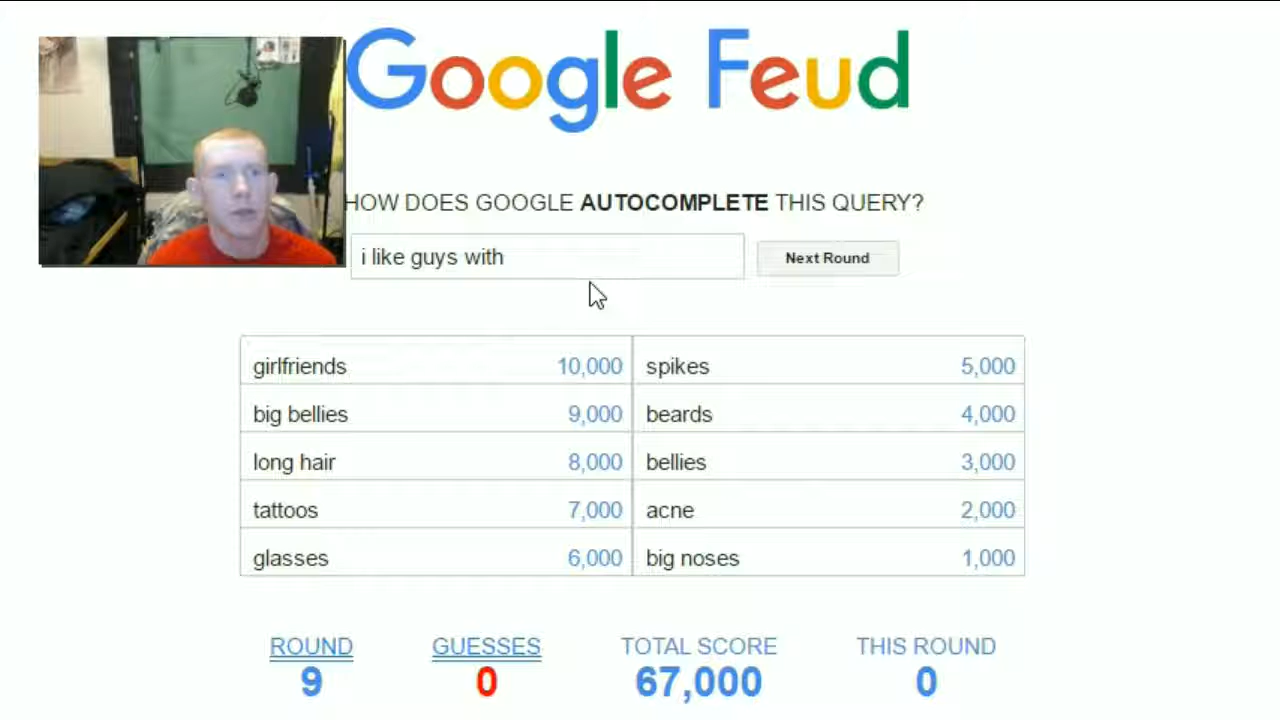 Google Feud
HOW DOES GOOGLE AUTOCOMPLETE THIS QUERY?
i like guys with
Next Round
girlfriends 10,000 spikes 5,000
big bellies 9,000 beards 4,000
long hair 8,000 bellies 3,000
tattoos 7,000 acne 2,000
glasses 6,000 big noses 1,000
ROUND GUESSES TOTAL SCORE THIS ROUND
9 0 67,000 0